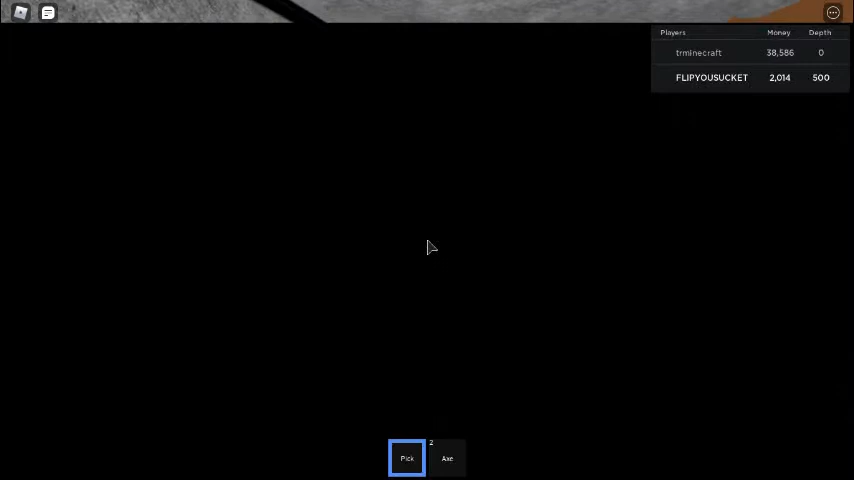 Players Money Depth
trminecraft 38,586 0
FLIPYOUSUCKET 2,014 500
2
Pick Axe